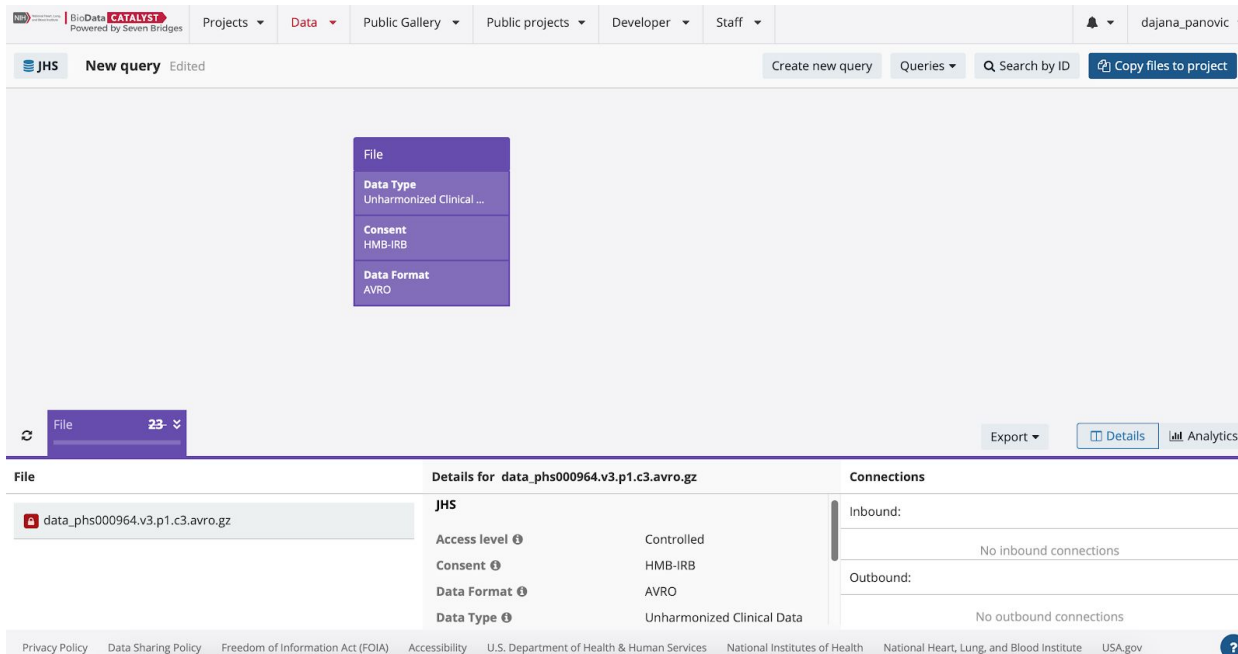 NIH BioData CATALYST
Powered by Seven Bridges
Projects Data Public Gallery Public projects Developer Staff dajana_panovic
JHS New query Edited Create new query Queries Search by ID Copy files to project
File
Data Type
Unharmonized Clinical ...
Consent
HMB-IRB
Data Format
AVRO
File 23 Export Details Analytics
File Details for data_phs000964.v3.p1.c3.avro.gz Connections
data_phs000964.v3.p1.c3.avro.gz
JHS
Access level Controlled
Consent HMB-IRB
Data Format AVRO
Data Type Unharmonized Clinical Data
Inbound:
No inbound connections
Outbound:
No outbound connections
Privacy Policy Data Sharing Policy Freedom of Information Act (FOIA) Accessibility U.S. Department of Health & Human Services National Institutes of Health National Heart, Lung, and Blood Institute USA.gov ?